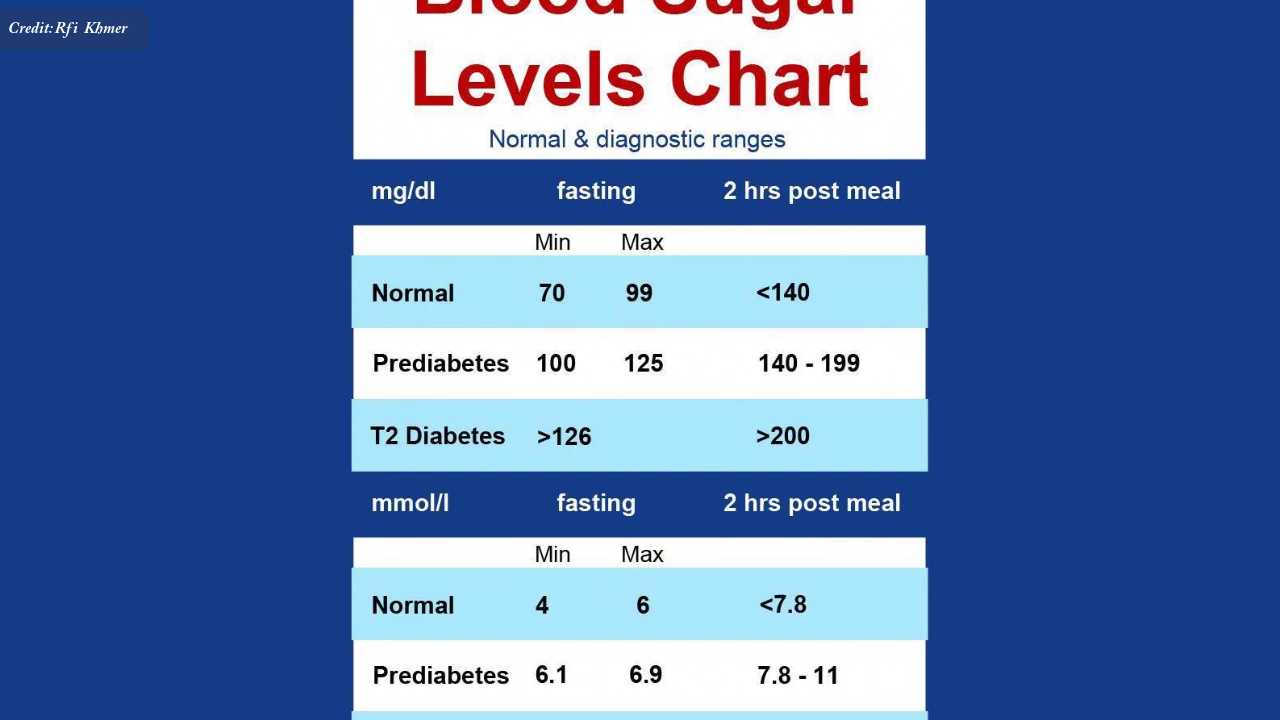 Credit: Rfi Khmer
Blood Sugar
Levels Chart
Normal & diagnostic ranges
mg/dl fasting 2 hrs post meal
Min Max
Normal 70 99 <140
Prediabetes 100 125 140 - 199
T2 Diabetes >126 >200
mmol/l fasting 2 hrs post meal
Min Max
Normal 4 6 <7.8
Prediabetes 6.1 6.9 7.8 - 11